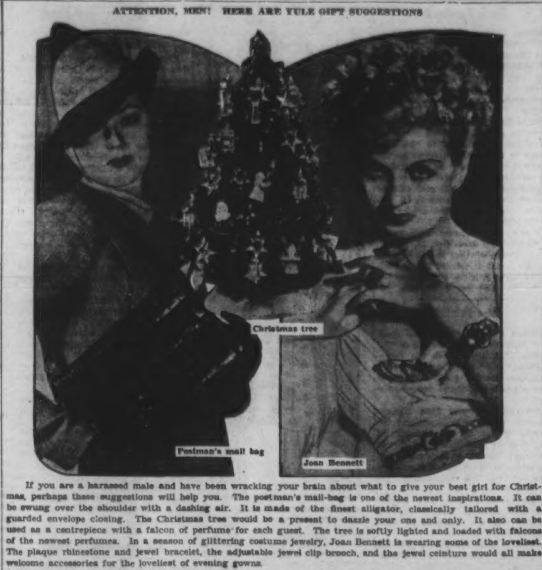 ATTENTION, MEN! HERE ARE YULE GIFT SUGGESTIONS
Christmas tree
Postman's mail bag
Joan Bennett
If you are a harassed male and have been wracking your brain about what to give your best girl for Christ-
mas, perhaps these suggestions will help you. The postman's mail-bag is one of the newest inspirations. It can
be swung over the shoulder with a dashing air. It is made of the finest alligator, classically tailored with a
guarded envelope closing. The Christmas tree would be a present to dazzle your one and only. It also can be
used as a centrepiece with a falcon of perfume for each guest. The tree is softly lighted and loaded with falcons
of the newest perfumes. In a season of glittering costume jewelry, Joan Bennett is wearing some of the loveliest.
The plaque rhinestone and jewel bracelet, the adjustable jewel clip brooch, and the jewel ceinture would all make
welcome accessories for the loveliest of evening gowns.